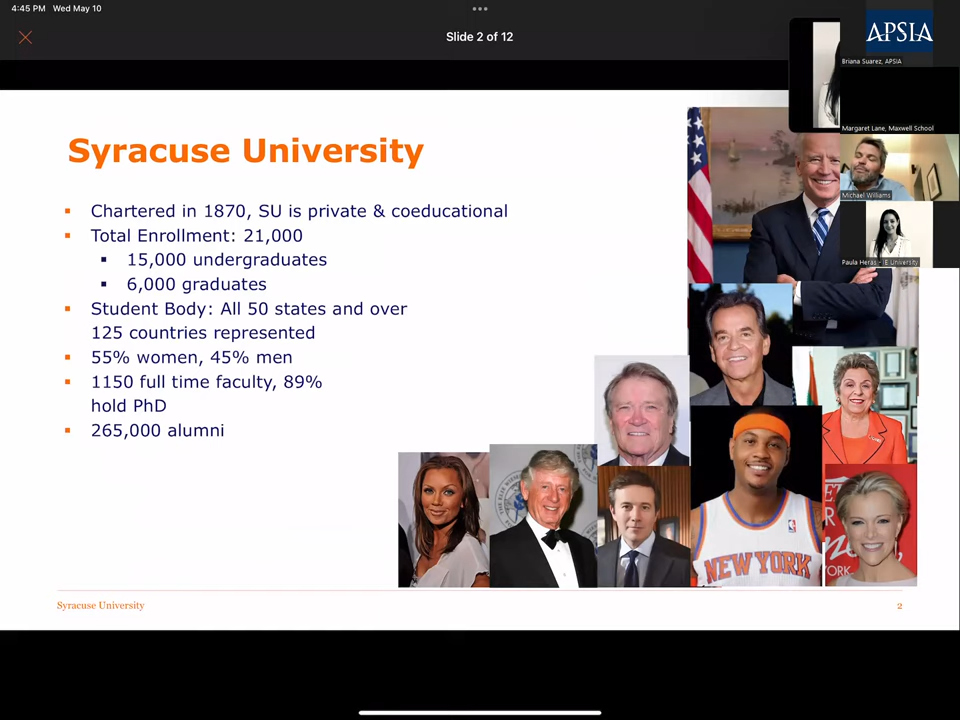 4:45 PM Wed May 10
Slide 2 of 12
APSIA
Briana Suarez, APSIA
Margaret Lane, Maxwell School
Michael Williams
Paula Heras - IE University
Syracuse University
▪ Chartered in 1870, SU is private & coeducational
▪ Total Enrollment: 21,000
▪ 15,000 undergraduates
▪ 6,000 graduates
▪ Student Body: All 50 states and over
125 countries represented
▪ 55% women, 45% men
▪ 1150 full time faculty, 89%
hold PhD
▪ 265,000 alumni
NEW YORK
Syracuse University
2